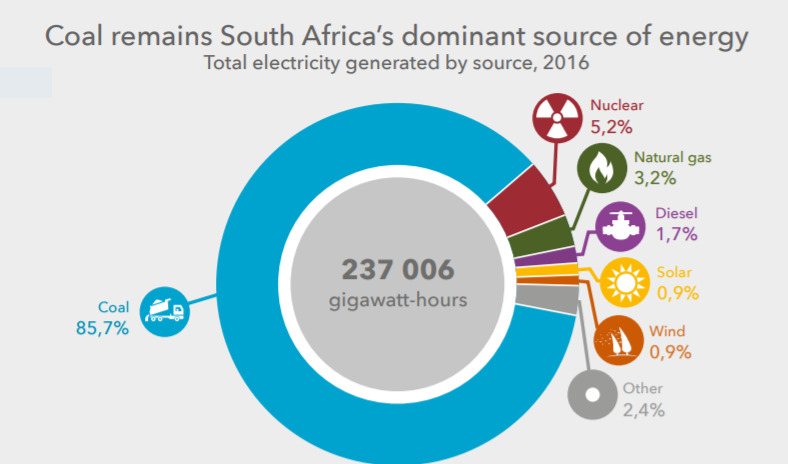 Coal remains South Africa's dominant source of energy
Total electricity generated by source, 2016
Nuclear
5,2%
Natural gas
3,2%
Diesel
1,7%
Solar
0,9%
Wind
0,9%
Other
2,4%
Coal
85,7%
237 006
gigawatt-hours